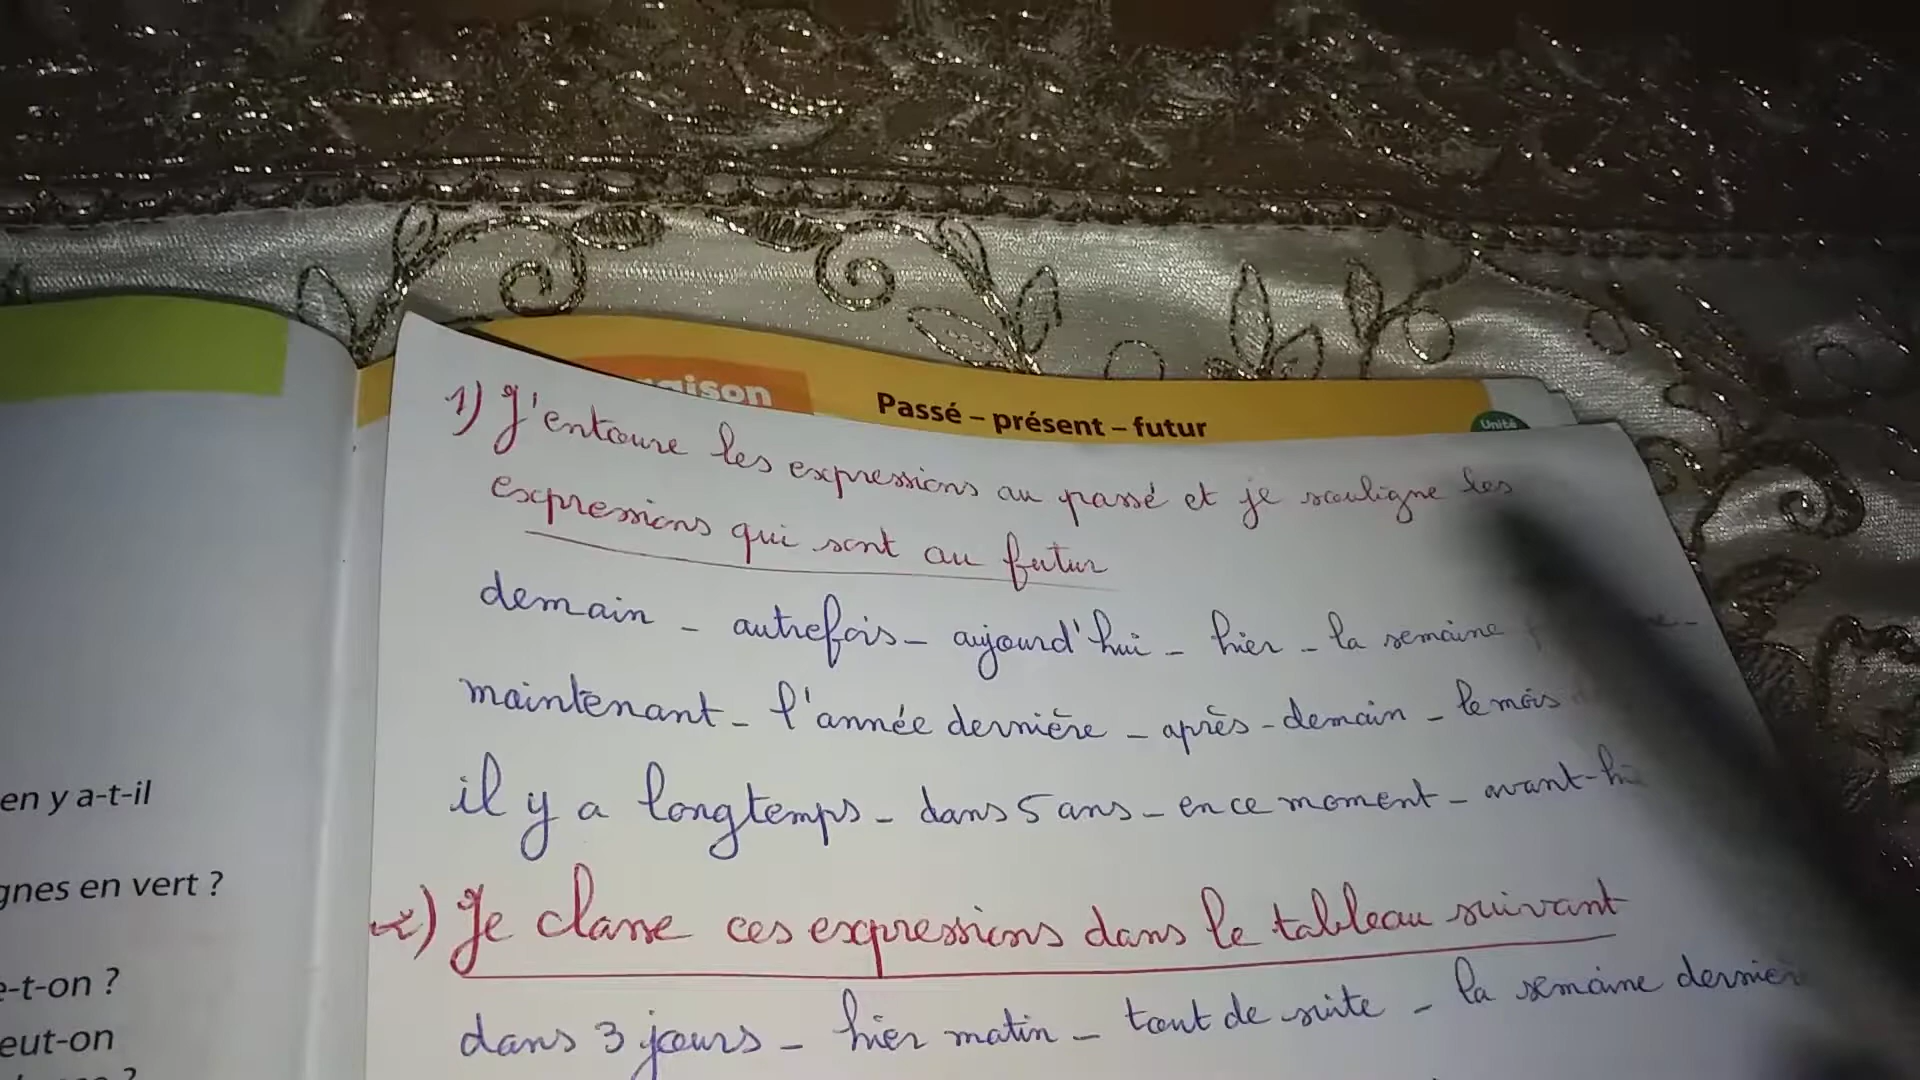 aison
Passé – présent – futur
Unité
1) J'entoure les expressions au passé et je souligne les
expressions qui sont au futur
demain - autrefois - aujourd'hui - hier - la semaine
maintenant - l'année dernière - après-demain - le mois
il y a longtemps - dans 5 ans - en ce moment - avant-h
2) Je classe ces expressions dans le tableau suivant
dans 3 jours - hier matin - tout de suite - la semaine dernièr
en y a-t-il
gnes en vert ?
e-t-on ?
eut-on